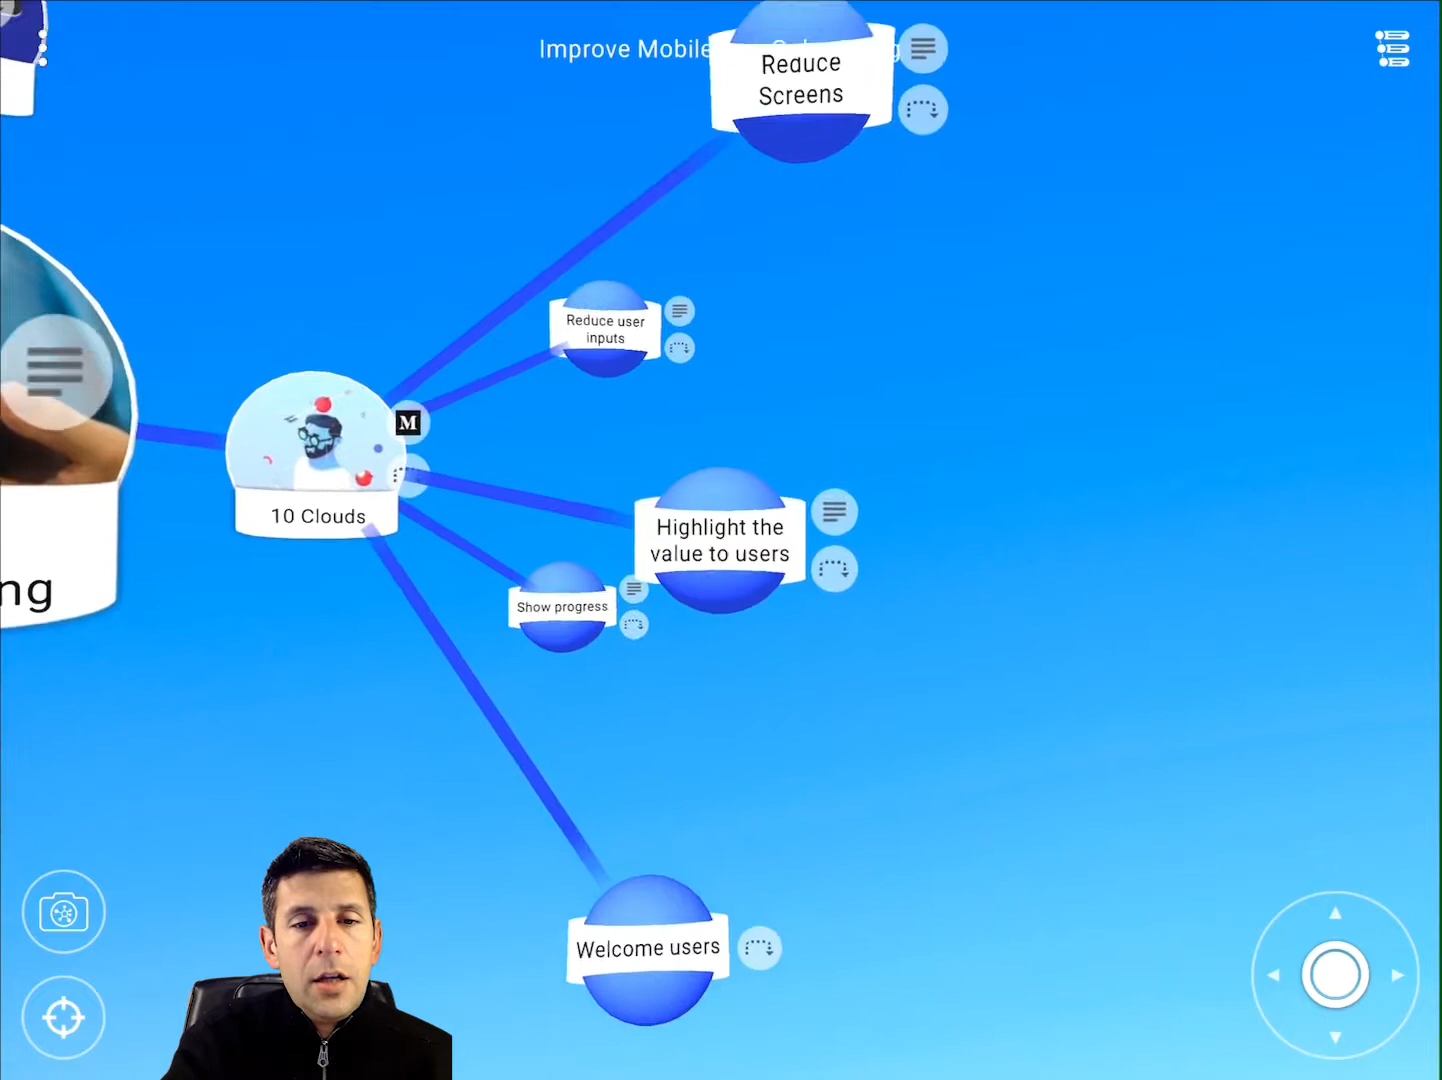 Improve Mobile
Reduce
Screens
Reduce user
inputs
M
10 Clouds
Highlight the
value to users
ng
Show progress
Welcome users